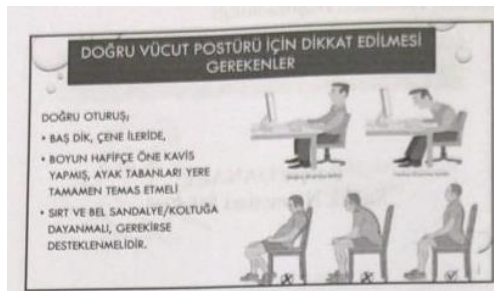 DOĞRU VÜCUT POSTÜRÜ İÇİN DİKKAT EDİLMESİ
GEREKENLER
DOĞRU OTURUŞ;
• BAŞ DİK, ÇENE İLERİDE,
• BOYUN HAFİFÇE ÖNE KAVİS
YAPMIŞ, AYAK TABANLARI YERE
TAMAMEN TEMAS ETMELİ
• SIRT VE BEL SANDALYE/KOLTUĞA
DAYANMALI, GEREKİRSE
DESTEKLENMELİDİR.